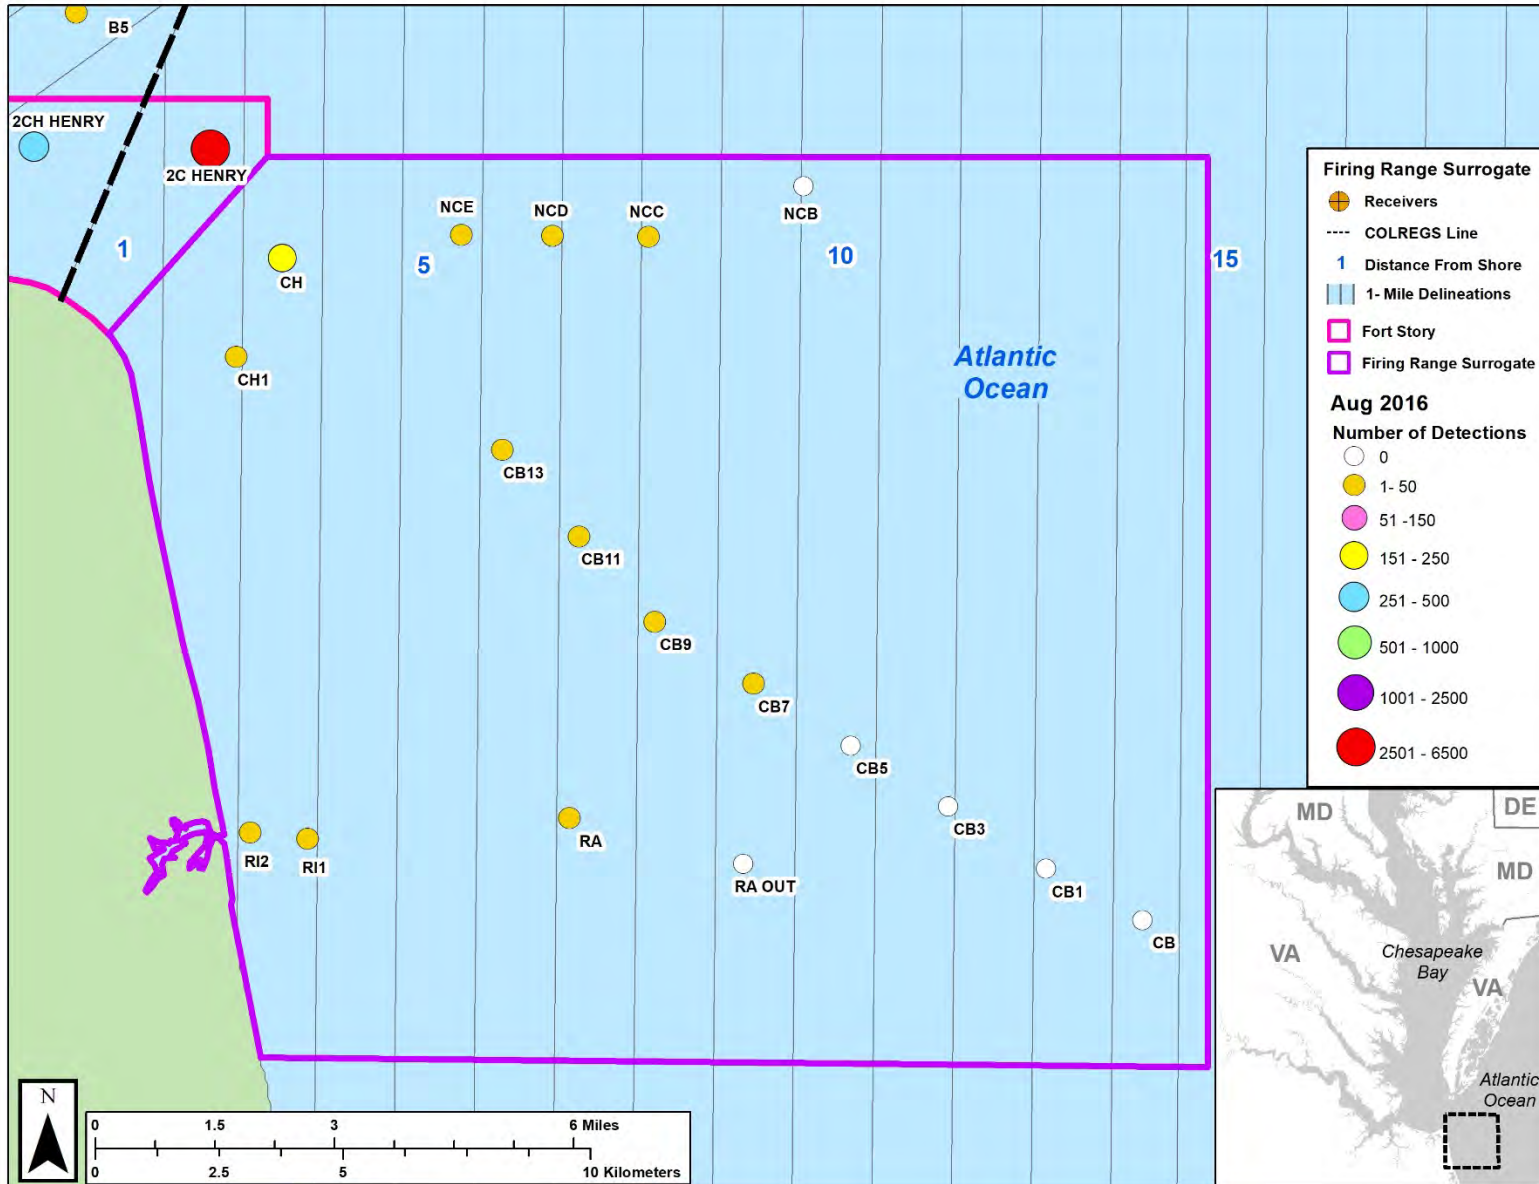 B5
2CH HENRY
2C HENRY
1
NCE
NCD
NCC
NCB
CH
5
10
15
CH1
Atlantic
Ocean
CB13
CB11
CB9
CB7
CB5
CB3
CB1
CB
RI2
RI1
RA
RA OUT
Firing Range Surrogate
Receivers
COLREGS Line
1 Distance From Shore
1- Mile Delineations
Fort Story
Firing Range Surrogate
Aug 2016
Number of Detections
0
1- 50
51 -150
151 - 250
251 - 500
501 - 1000
1001 - 2500
2501 - 6500
MD
DE
MD
VA
Chesapeake
Bay
VA
Atlantic
Ocean
N
0 1.5 3 6 Miles
0 2.5 5 10 Kilometers